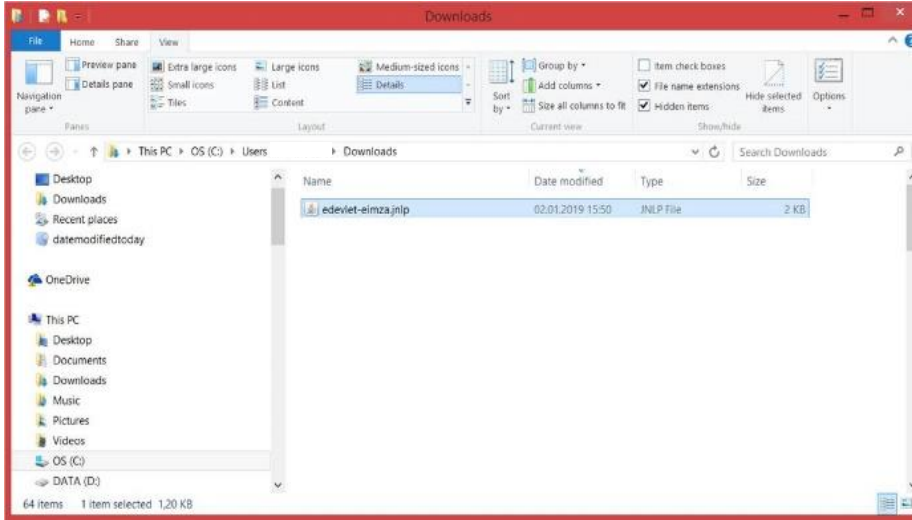 Downloads
File Home Share View
Preview pane
Details pane
Navigation pane
Panes
Extra large icons Large icons Medium-sized icons
Small icons List Details
Tiles Content
Layout
Sort by
Group by
Add columns
Size all columns to fit
Current view
Item check boxes
File name extensions
Hidden items
Hide selected items
Options
Show/hide
This PC OS (C:) Users Downloads
Search Downloads
Name Date modified Type Size
edevlet-eimza.jnlp 02.01.2019 15:50 JNLP File 2 KB
Desktop
Downloads
Recent places
datemodifiedtoday
OneDrive
This PC
Desktop
Documents
Downloads
Music
Pictures
Videos
OS (C:)
DATA (D:)
64 items 1 item selected 1,20 KB